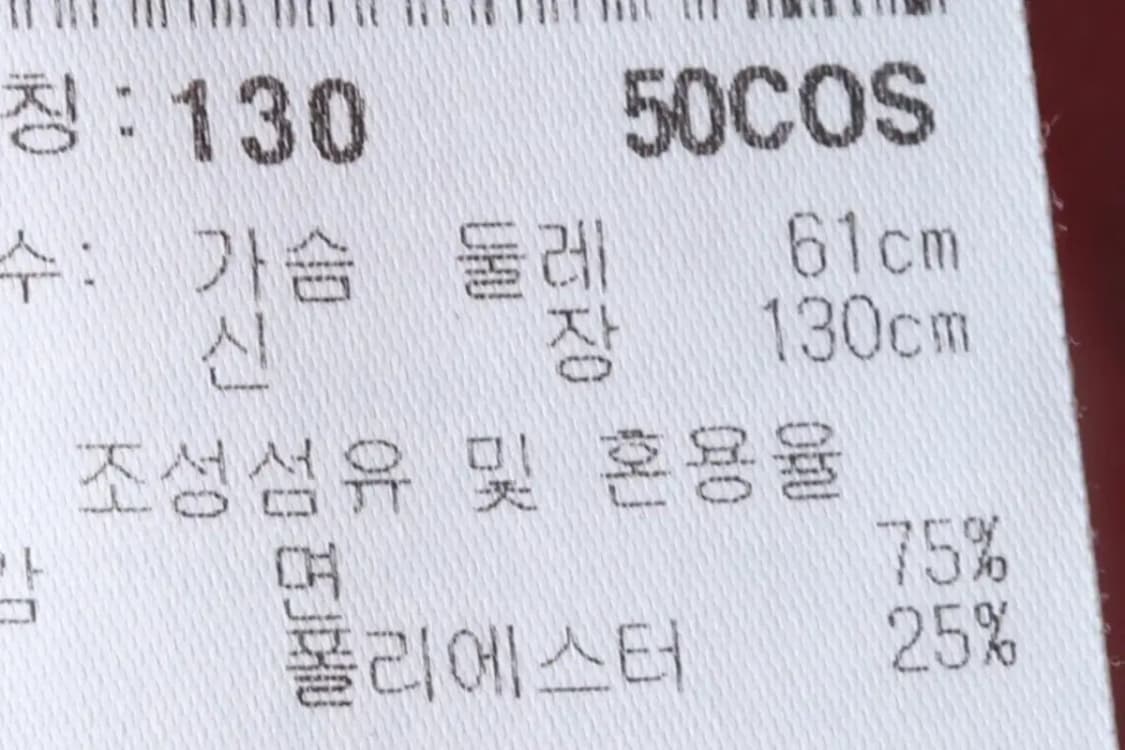 칭 : 130 50COS
수 : 가슴 둘레 61cm
신 장 130cm
조성섬유 및 혼용율
감 면 75%
폴리에스터 25%